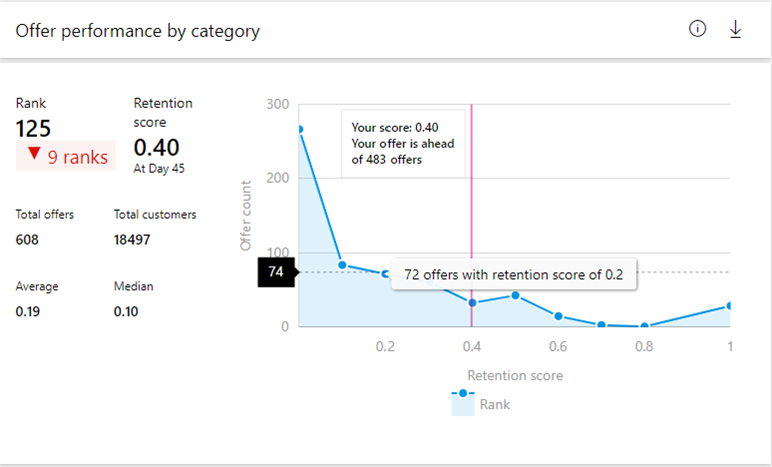 Offer performance by category
Rank
125
▼ 9 ranks
Retention
score
0.40
At Day 45
Total offers
608
Total customers
18497
Average
0.19
Median
0.10
Offer count
300
200
100
0
74
Your score: 0.40
Your offer is ahead
of 483 offers
72 offers with retention score of 0.2
0.2
0.4
0.6
0.8
1
Retention score
Rank